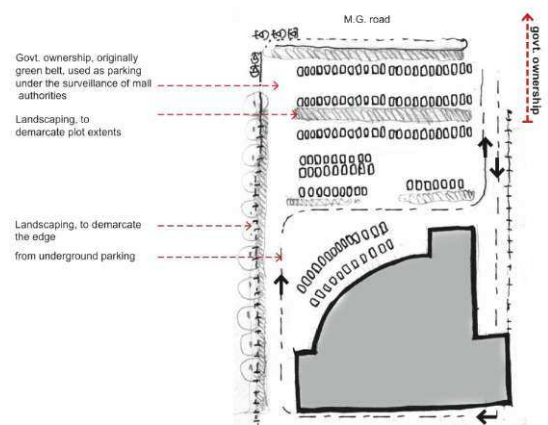 M.G. road
govt. ownership
Govt. ownership, originally
green belt, used as parking
under the surveillance of mall
authorities
Landscaping, to
demarcate plot extents
Landscaping, to demarcate
the edge
from underground parking